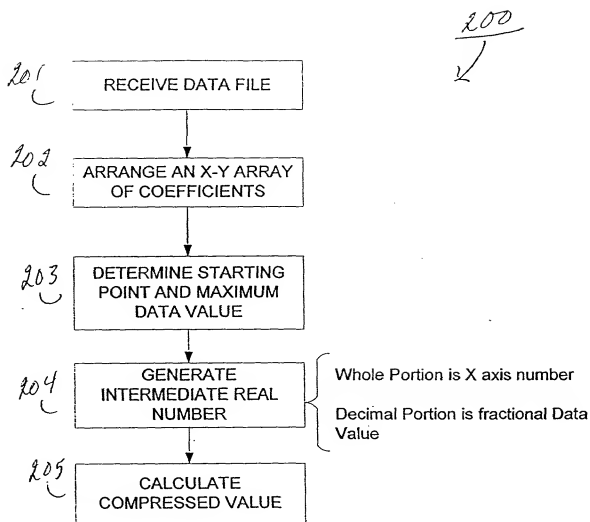 200
201
RECEIVE DATA FILE
202
ARRANGE AN X-Y ARRAY
OF COEFFICIENTS
203
DETERMINE STARTING
POINT AND MAXIMUM
DATA VALUE
204
GENERATE
INTERMEDIATE REAL
NUMBER
Whole Portion is X axis number
Decimal Portion is fractional Data
Value
205
CALCULATE
COMPRESSED VALUE